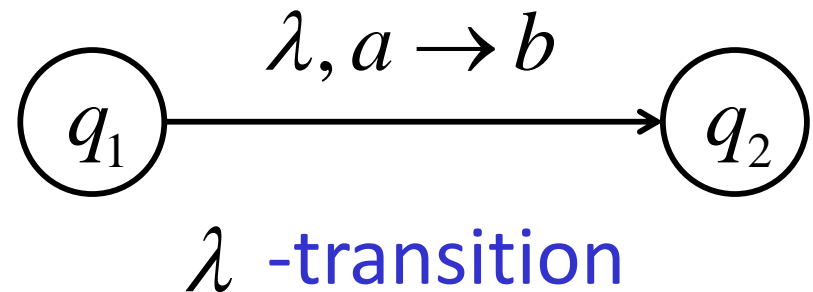 λ, a → b
q₁ q₂
λ -transition